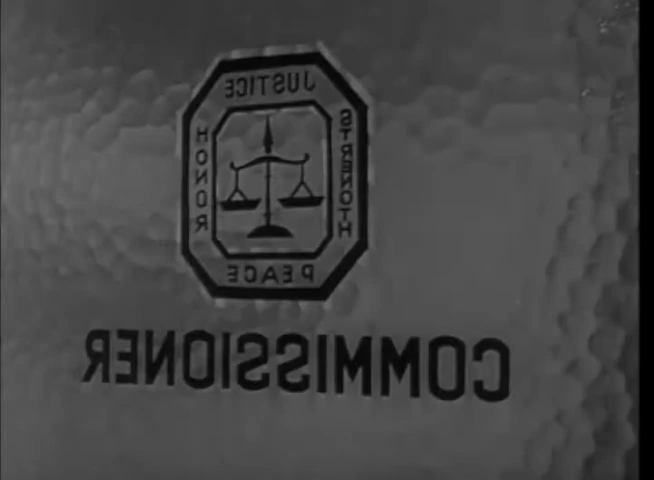 JUSTICE
STRENGTH
HONOR
PEACE
COMMISSIONER